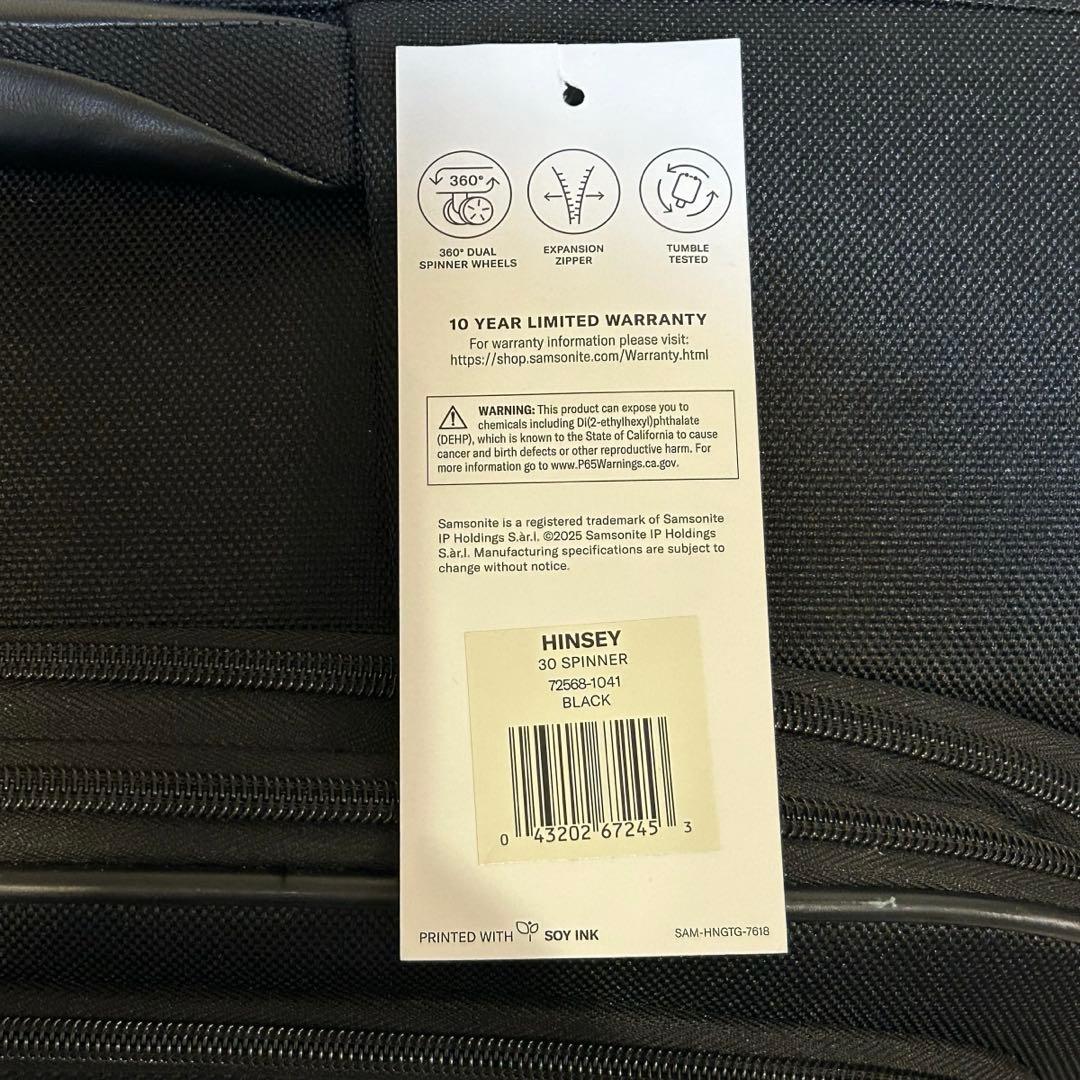 360°
360° DUAL
SPINNER WHEELS
EXPANSION
ZIPPER
TUMBLE
TESTED
10 YEAR LIMITED WARRANTY
For warranty information please visit:
https://shop.samsonite.com/Warranty.html
WARNING: This product can expose you to
chemicals including Di(2-ethylhexyl)phthalate
(DEHP), which is known to the State of California to cause
cancer and birth defects or other reproductive harm. For
more information go to www.P65Warnings.ca.gov.
Samsonite is a registered trademark of Samsonite
IP Holdings S.àr.l. ©2025 Samsonite IP Holdings
S.àr.l. Manufacturing specifications are subject to
change without notice.
HINSEY
30 SPINNER
72568-1041
BLACK
0 43202 67245 3
PRINTED WITH SOY INK
SAM-HNGTG-7618